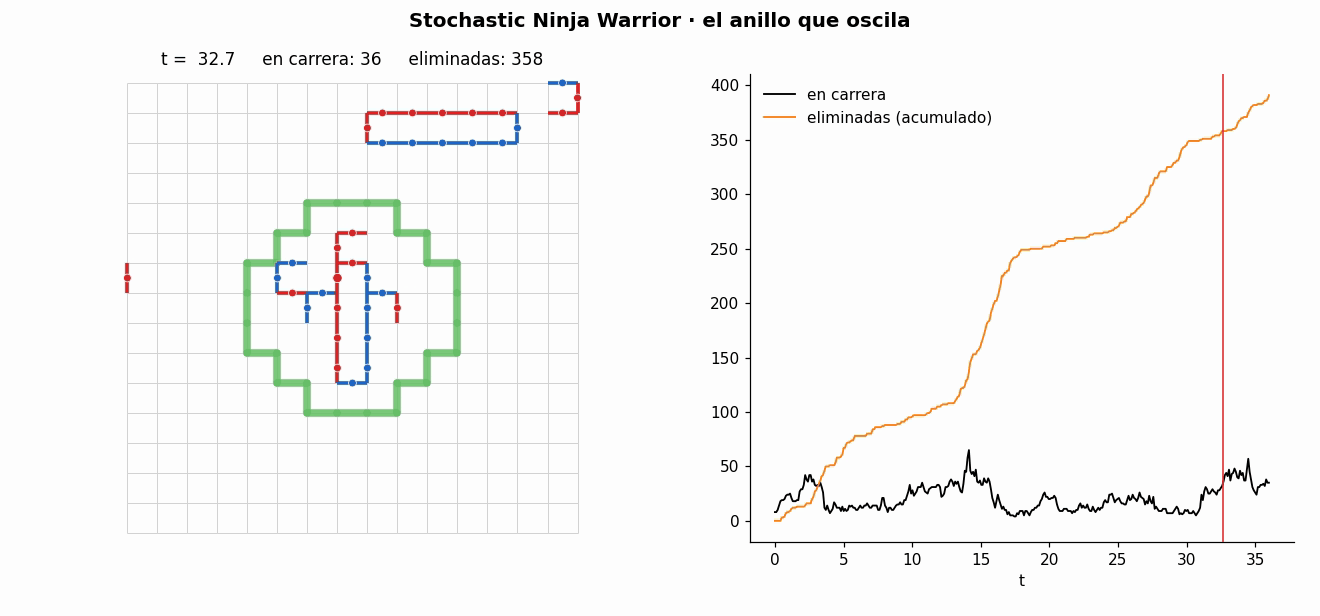 Stochastic Ninja Warrior · el anillo que oscila
t =  32.7     en carrera: 36     eliminadas: 358
en carrera
eliminadas (acumulado)
400
350
300
250
200
150
100
50
0
0 5 10 15 20 25 30 35
t